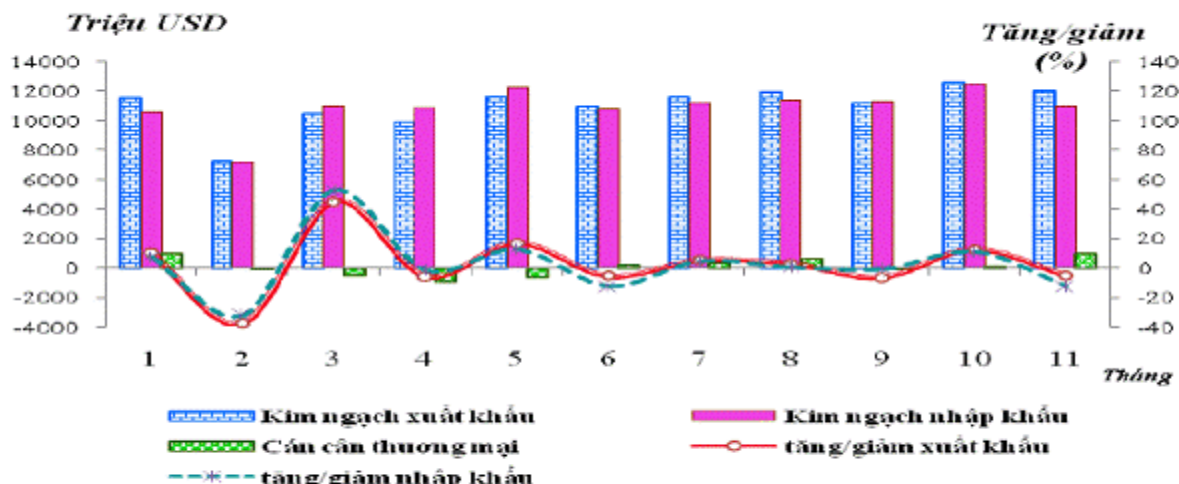 Triệu USD
Tăng/giảm
(%)
14000
12000
10000
8000
6000
4000
2000
0
-2000
-4000
140
120
100
80
60
40
20
0
-20
-40
1 2 3 4 5 6 7 8 9 10 11
Tháng
Kim ngạch xuất khẩu
Kim ngạch nhập khẩu
Cán cân thương mại
tăng/giảm xuất khẩu
tăng/giảm nhập khẩu